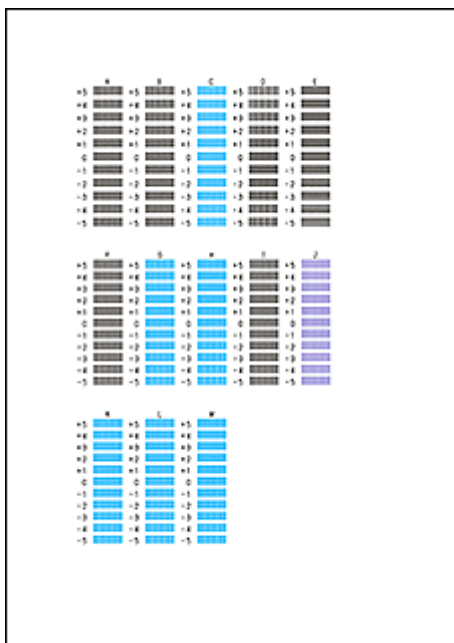 A B C D E
+5 +5 +5 +5 +5
+4 +4 +4 +4 +4
+3 +3 +3 +3 +3
+2 +2 +2 +2 +2
+1 +1 +1 +1 +1
0 0 0 0 0
-1 -1 -1 -1 -1
-2 -2 -2 -2 -2
-3 -3 -3 -3 -3
-4 -4 -4 -4 -4
-5 -5 -5 -5 -5
F G H I J
+5 +5 +5 +5 +5
+4 +4 +4 +4 +4
+3 +3 +3 +3 +3
+2 +2 +2 +2 +2
+1 +1 +1 +1 +1
0 0 0 0 0
-1 -1 -1 -1 -1
-2 -2 -2 -2 -2
-3 -3 -3 -3 -3
-4 -4 -4 -4 -4
-5 -5 -5 -5 -5
K L M
+5 +5 +5
+4 +4 +4
+3 +3 +3
+2 +2 +2
+1 +1 +1
0 0 0
-1 -1 -1
-2 -2 -2
-3 -3 -3
-4 -4 -4
-5 -5 -5